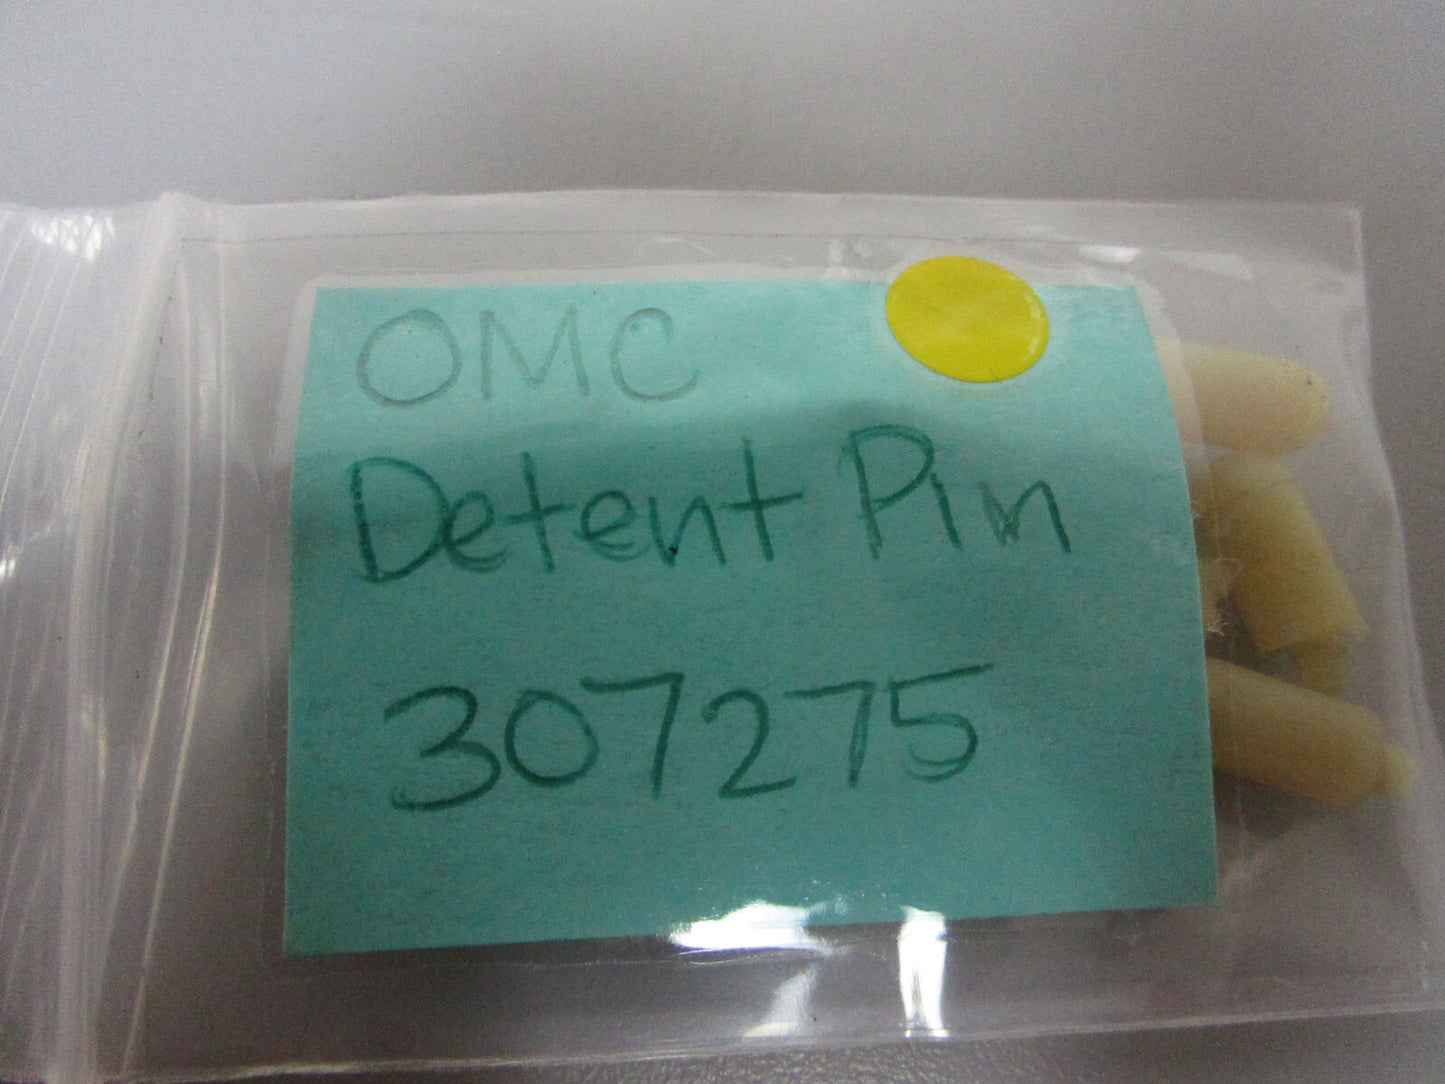 OMC
Detent Pin
307275